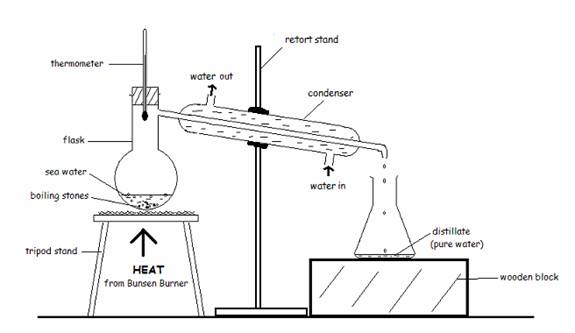 retort stand
thermometer
water out
condenser
flask
sea water
water in
boiling stones
distillate
(pure water)
tripod stand
HEAT
from Bunsen Burner
wooden block